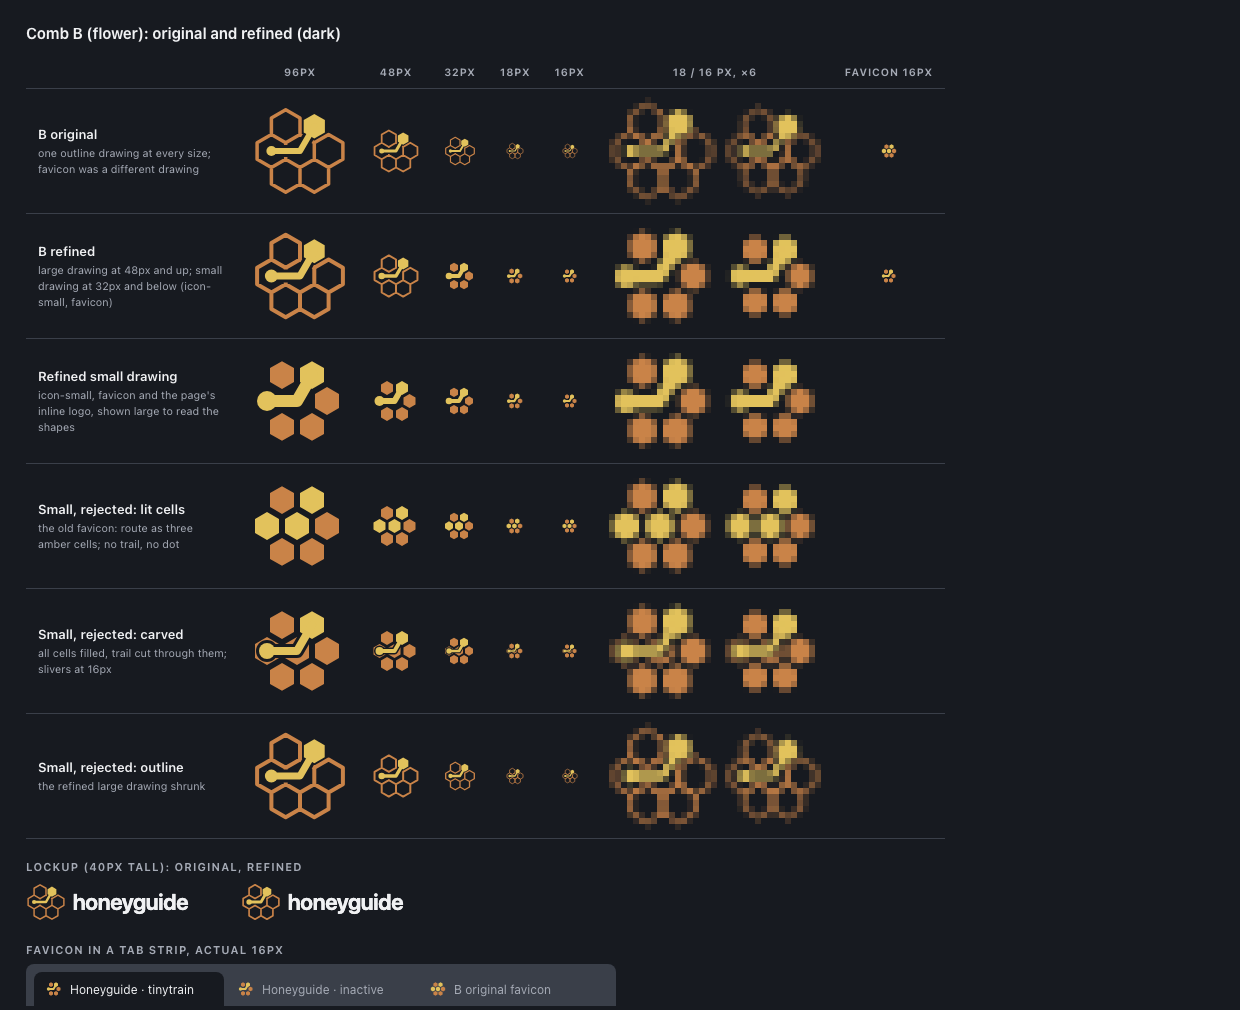 Comb B (flower): original and refined (dark)
96PX 48PX 32PX 18PX 16PX 18 / 16 PX, ×6 FAVICON 16PX
B original
one outline drawing at every size;
favicon was a different drawing
B refined
large drawing at 48px and up; small
drawing at 32px and below (icon-
small, favicon)
Refined small drawing
icon-small, favicon and the page's
inline logo, shown large to read the
shapes
Small, rejected: lit cells
the old favicon: route as three
amber cells; no trail, no dot
Small, rejected: carved
all cells filled, trail cut through them;
slivers at 16px
Small, rejected: outline
the refined large drawing shrunk
LOCKUP (40PX TALL): ORIGINAL, REFINED
honeyguide honeyguide
FAVICON IN A TAB STRIP, ACTUAL 16PX
Honeyguide · tinytrain Honeyguide · inactive B original favicon